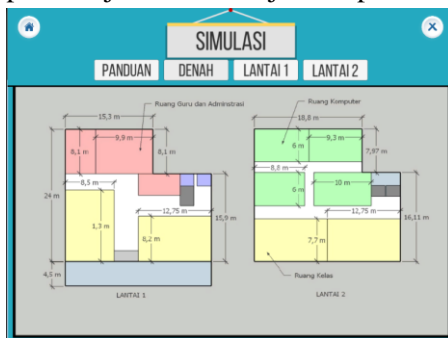 SIMULASI
PANDUAN
DENAH
LANTAI 1
LANTAI 2
Ruang Guru dan Adminstrasi
15,3 m
9,9 m
8,1 m
8,1 m
8,5 m
24 m
12,75 m
15,9 m
1,3 m
8,2 m
4,5 m
LANTAI 1
Ruang Komputer
18,8 m
9,3 m
6 m
7,97 m
8,8 m
6 m
10 m
12,75 m
16,11 m
7,7 m
Ruang Kelas
LANTAI 2